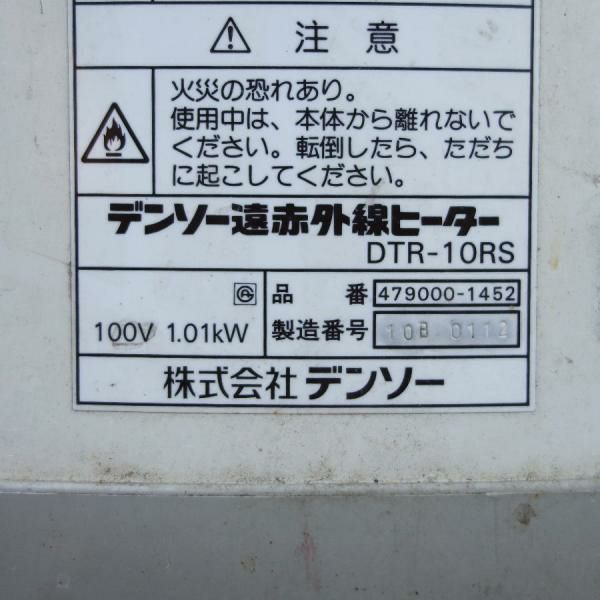 注意
火災の恐れあり。
使用中は、本体から離れないで
ください。転倒したら、ただち
に起こしてください。
デンソー遠赤外線ヒーター
DTR-10RS
100V 1.01kW
品番 479000-1452
製造番号 10B 0112
株式会社 デンソー